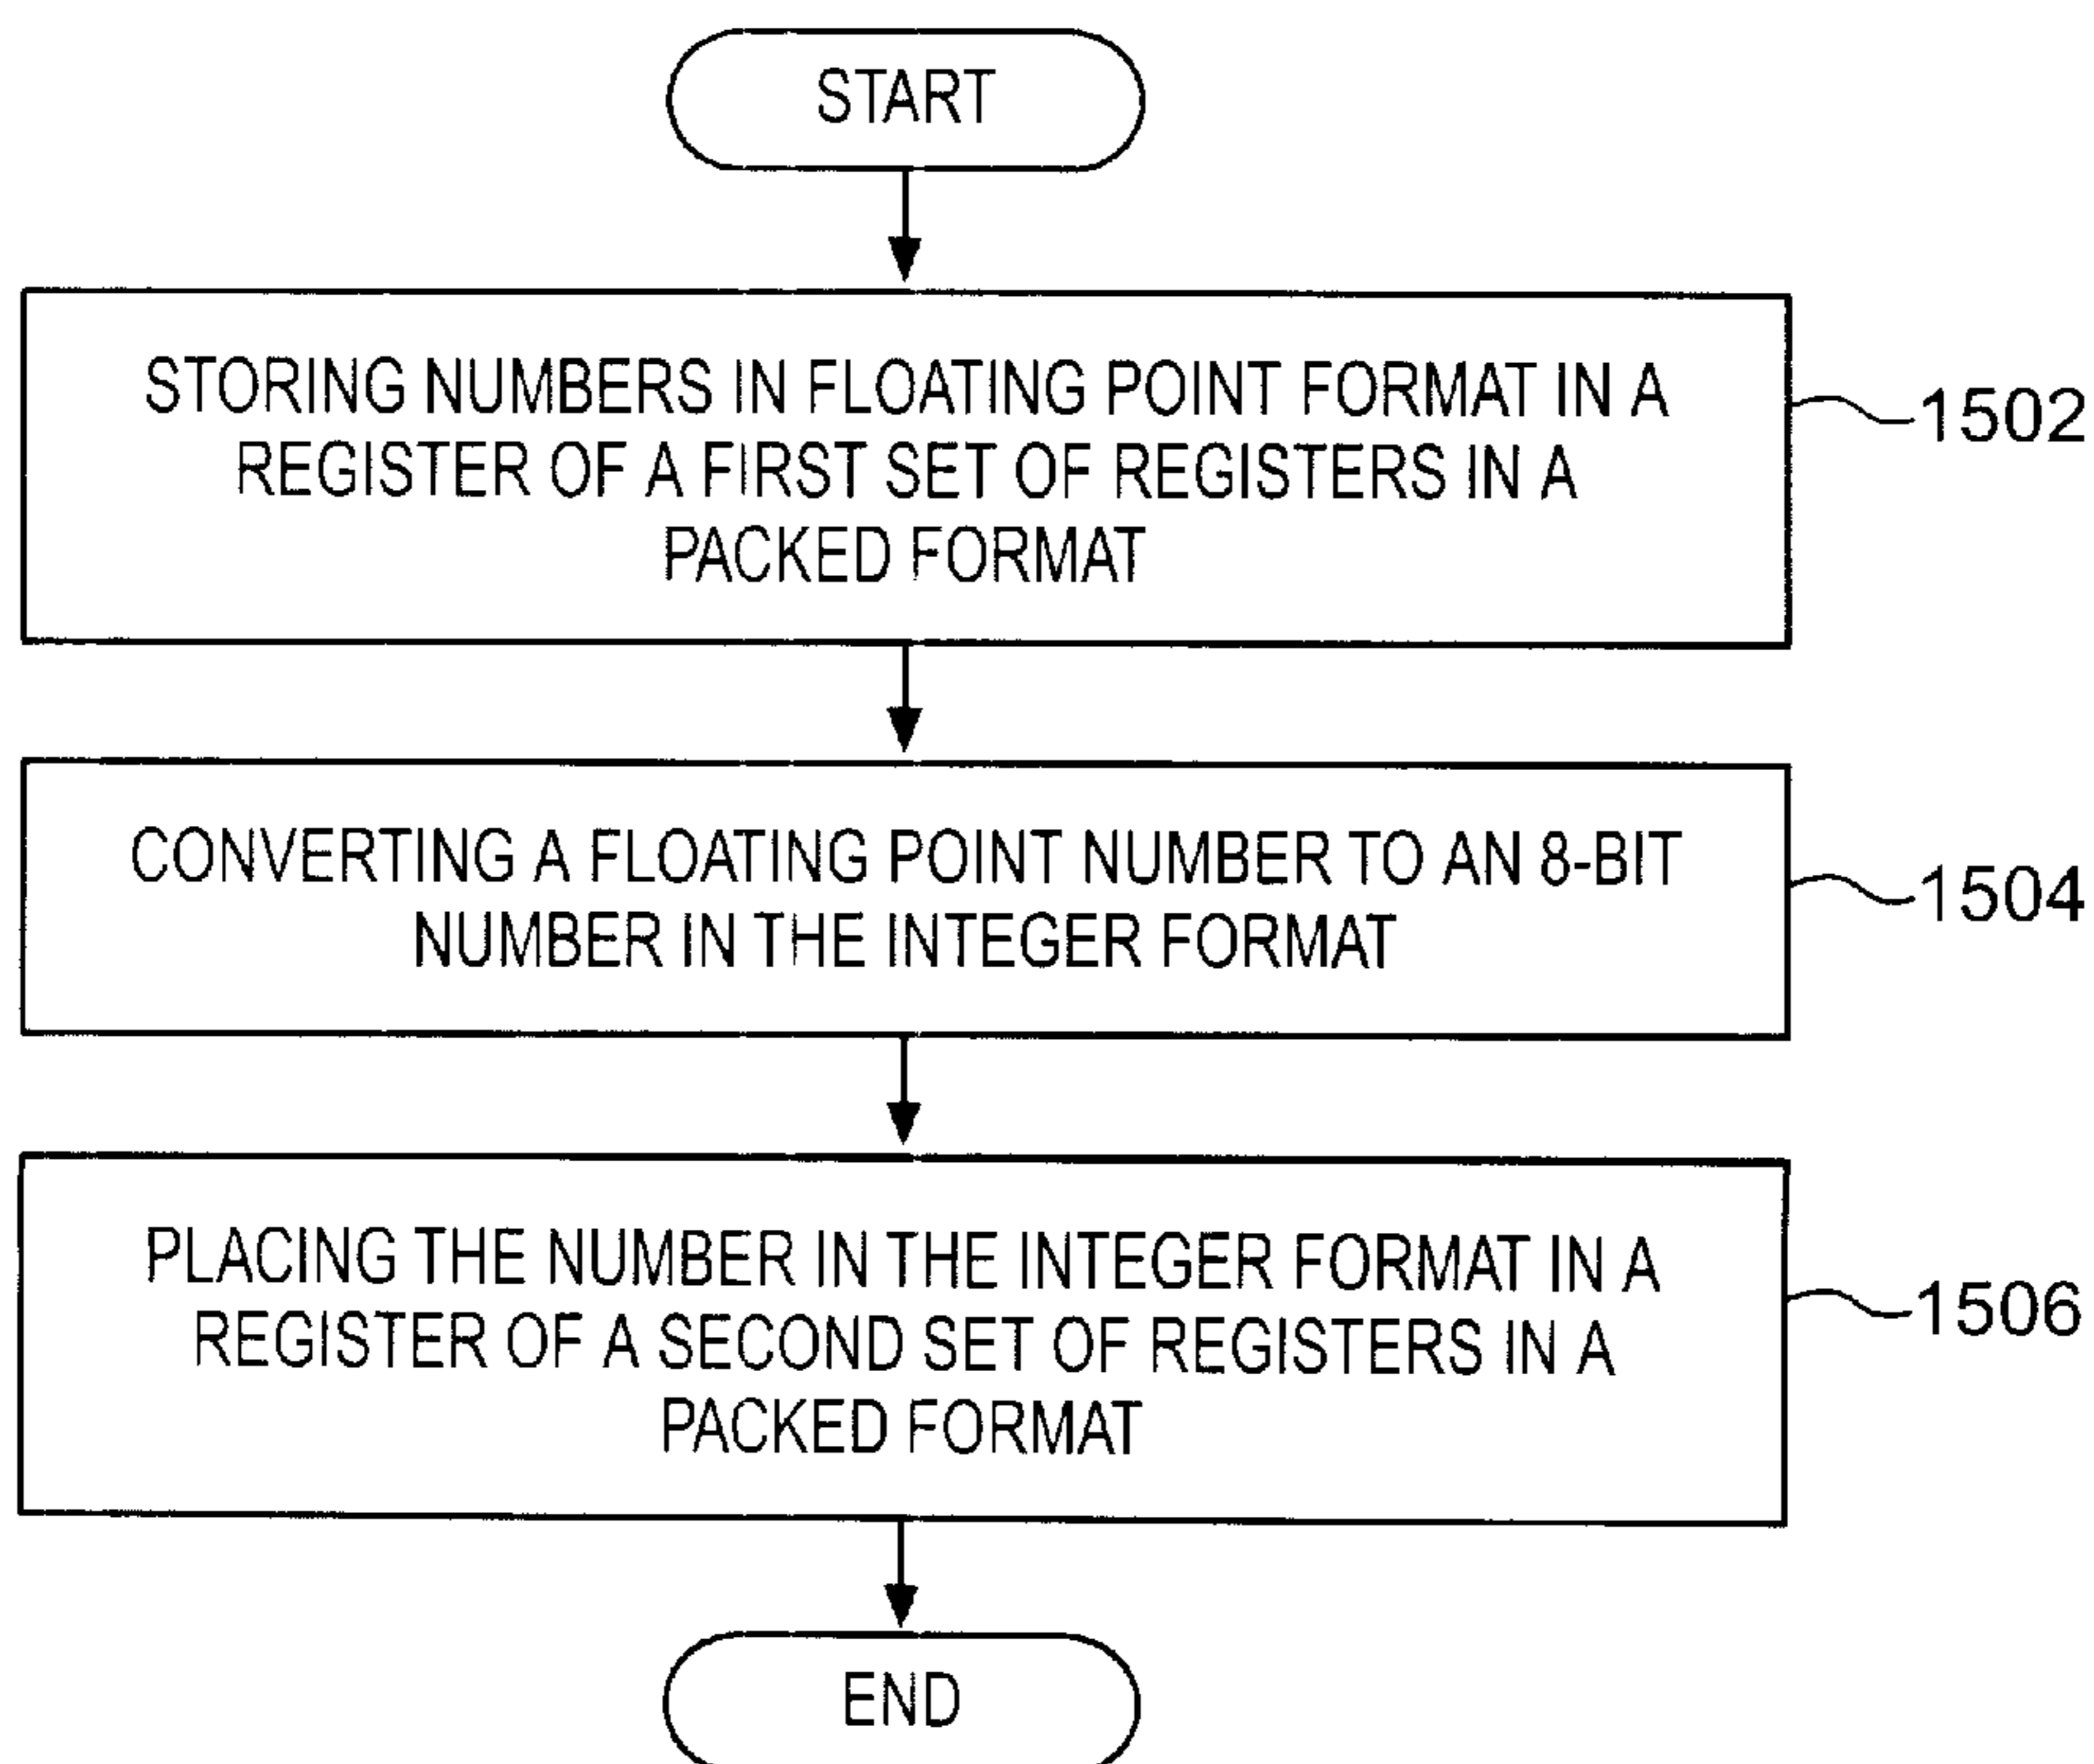 START
STORING NUMBERS IN FLOATING POINT FORMAT IN A
REGISTER OF A FIRST SET OF REGISTERS IN A
PACKED FORMAT
1502
CONVERTING A FLOATING POINT NUMBER TO AN 8-BIT
NUMBER IN THE INTEGER FORMAT
1504
PLACING THE NUMBER IN THE INTEGER FORMAT IN A
REGISTER OF A SECOND SET OF REGISTERS IN A
PACKED FORMAT
1506
END